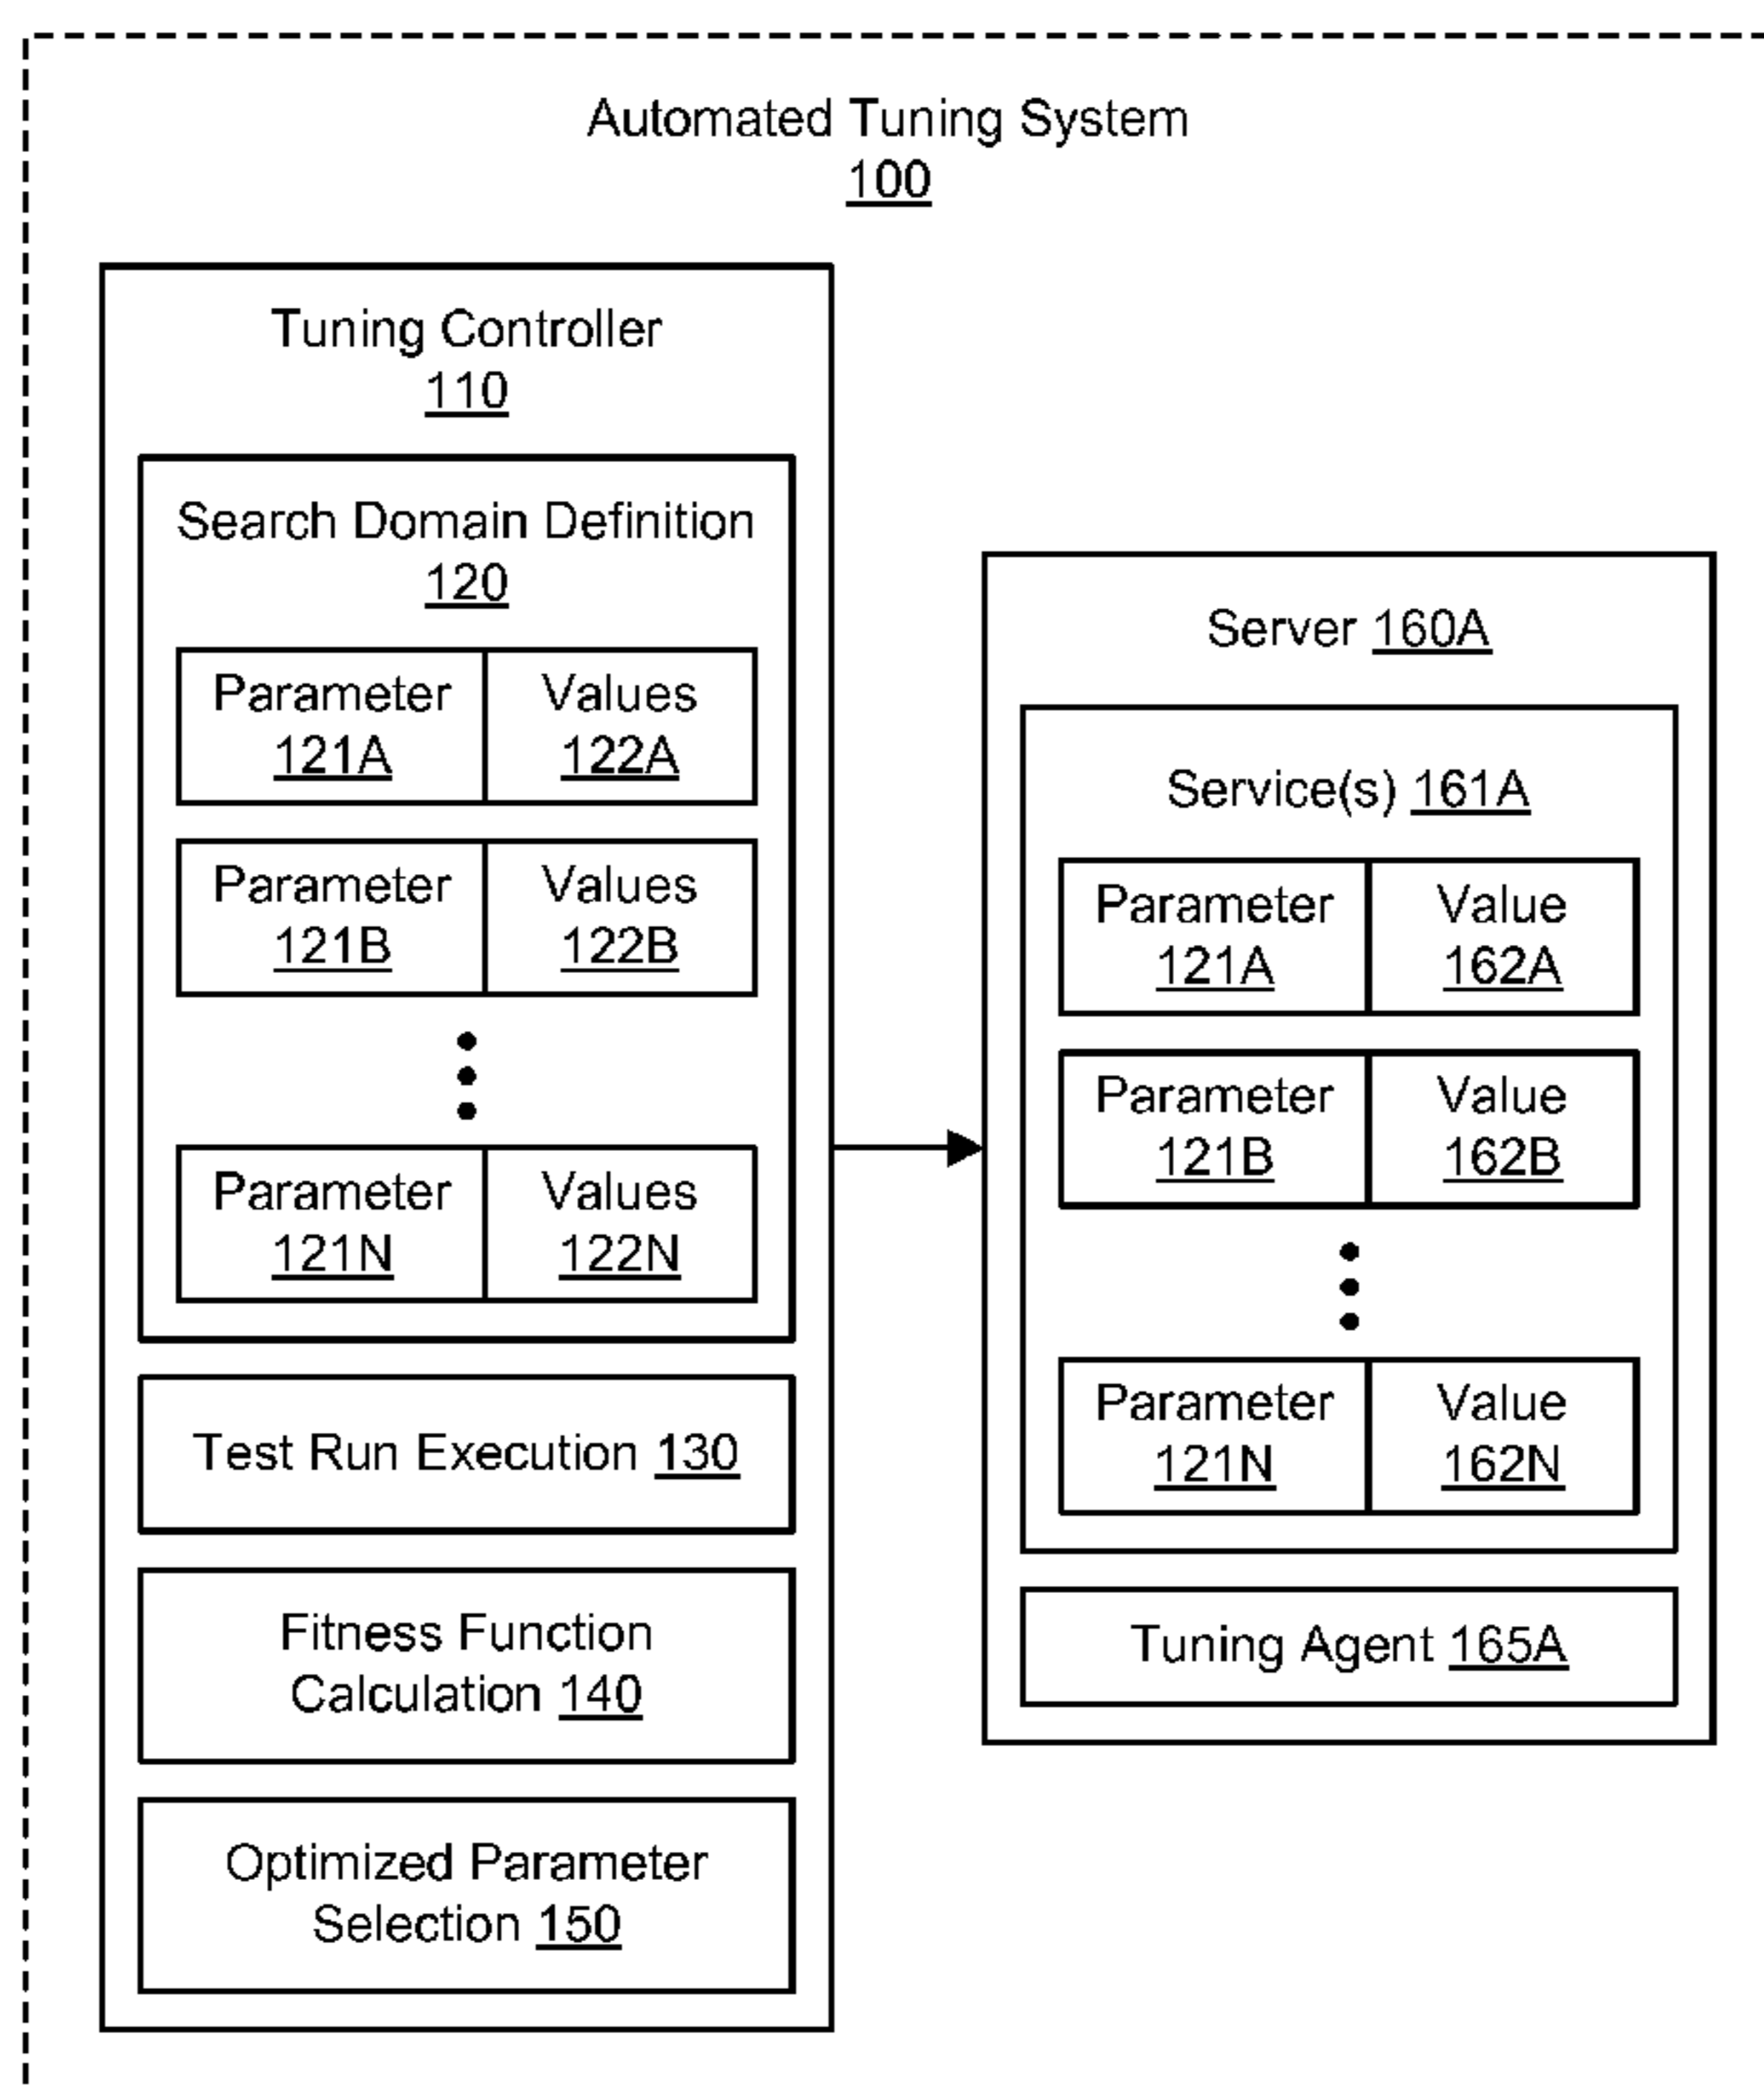 Automated Tuning System
100
Tuning Controller
110
Search Domain Definition
120
Parameter
121A
Values
122A
Parameter
121B
Values
122B
Parameter
121N
Values
122N
Test Run Execution 130
Fitness Function
Calculation 140
Optimized Parameter
Selection 150
Server 160A
Service(s) 161A
Parameter
121A
Value
162A
Parameter
121B
Value
162B
Parameter
121N
Value
162N
Tuning Agent 165A